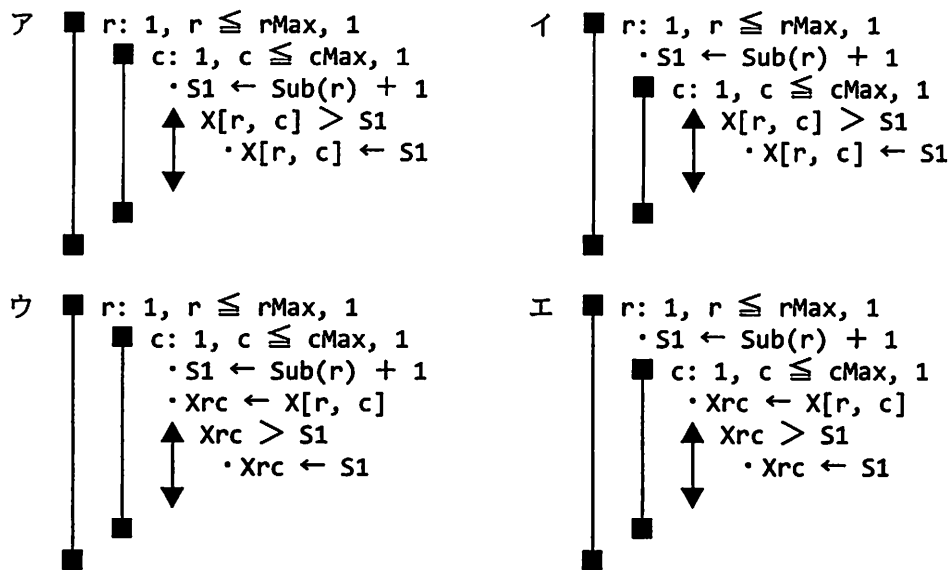 ア r: 1, r ≦ rMax, 1
c: 1, c ≦ cMax, 1
・S1 ← Sub(r) + 1
X[r, c] > S1
・X[r, c] ← S1
イ r: 1, r ≦ rMax, 1
・S1 ← Sub(r) + 1
c: 1, c ≦ cMax, 1
X[r, c] > S1
・X[r, c] ← S1
ウ r: 1, r ≦ rMax, 1
c: 1, c ≦ cMax, 1
・S1 ← Sub(r) + 1
・Xrc ← X[r, c]
Xrc > S1
・Xrc ← S1
エ r: 1, r ≦ rMax, 1
・S1 ← Sub(r) + 1
c: 1, c ≦ cMax, 1
・Xrc ← X[r, c]
Xrc > S1
・Xrc ← S1